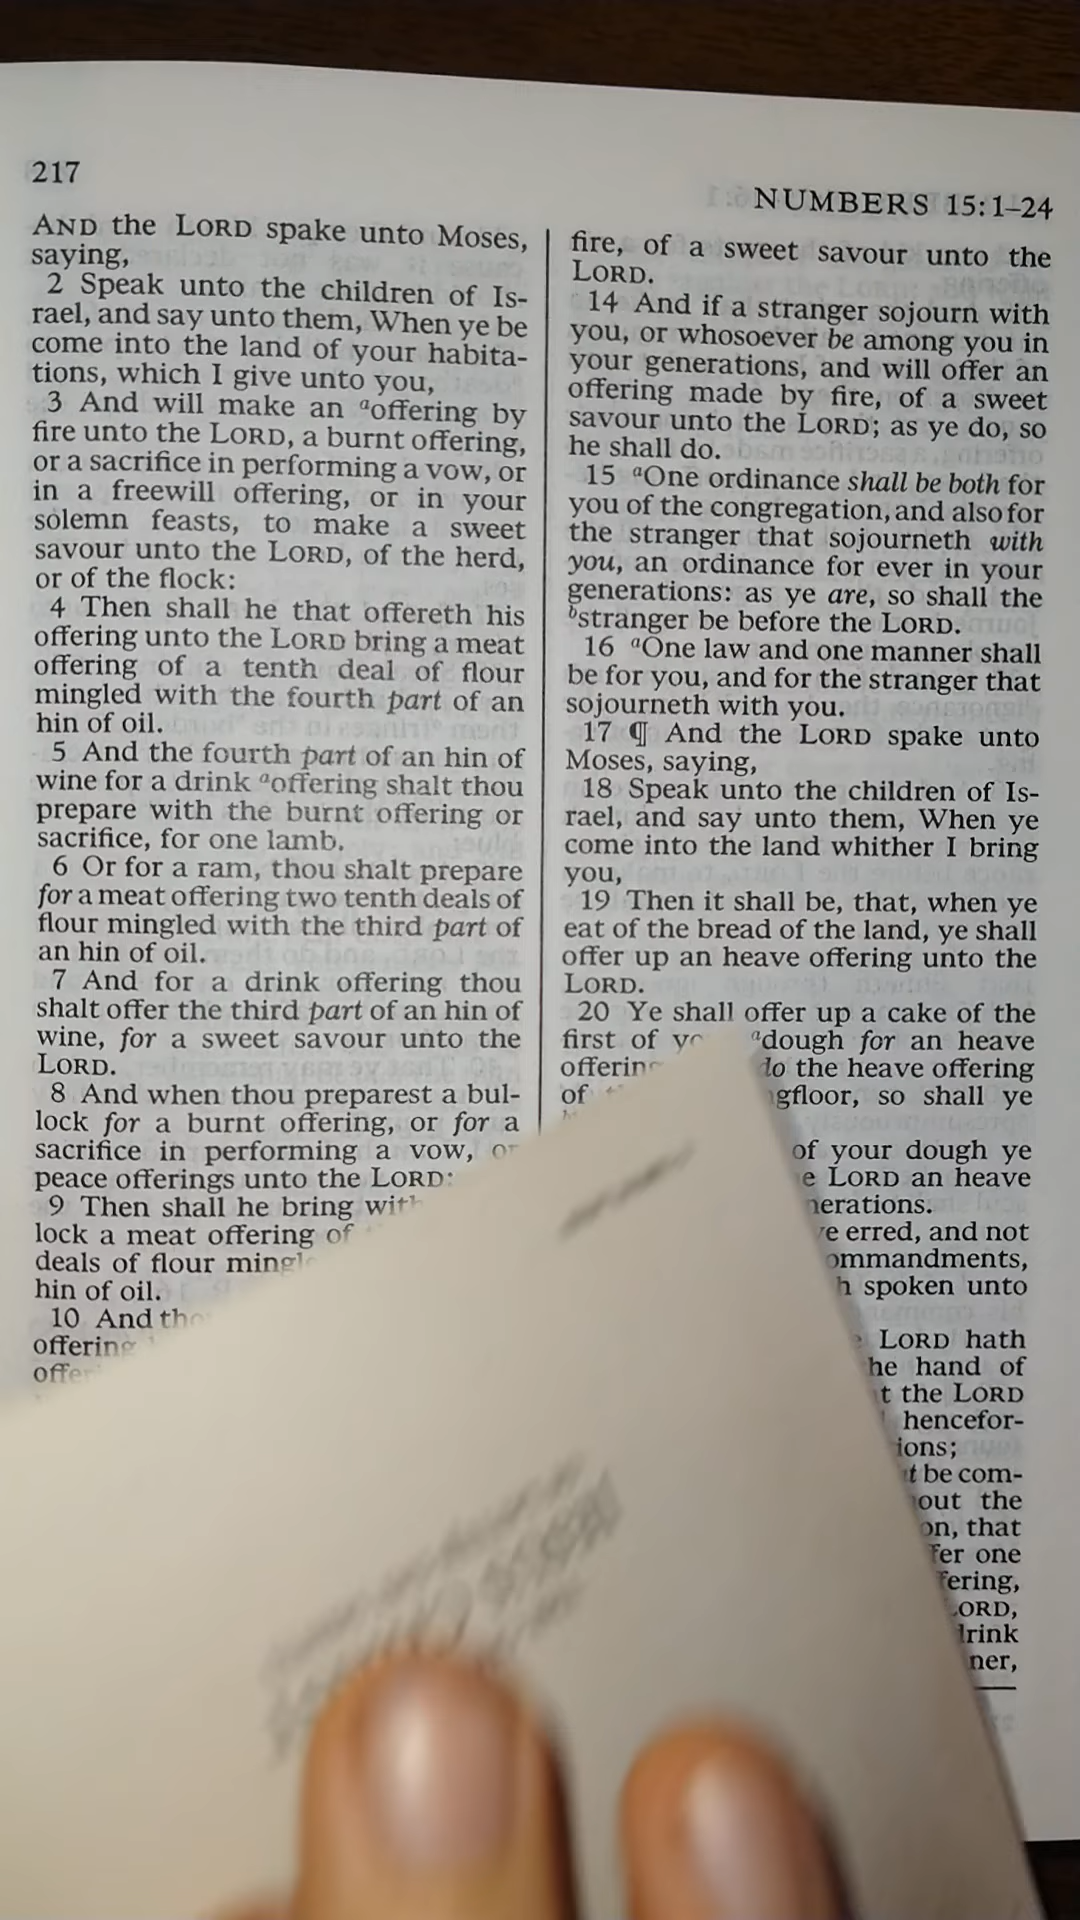 217
NUMBERS 15:1–24
AND the LORD spake unto Moses,
saying,
2 Speak unto the children of Is-
rael, and say unto them, When ye be
come into the land of your habita-
tions, which I give unto you,
3 And will make an aoffering by
fire unto the LORD, a burnt offering,
or a sacrifice in performing a vow, or
in a freewill offering, or in your
solemn feasts, to make a sweet
savour unto the LORD, of the herd,
or of the flock:
4 Then shall he that offereth his
offering unto the LORD bring a meat
offering of a tenth deal of flour
mingled with the fourth part of an
hin of oil.
5 And the fourth part of an hin of
wine for a drink aoffering shalt thou
prepare with the burnt offering or
sacrifice, for one lamb.
6 Or for a ram, thou shalt prepare
for a meat offering two tenth deals of
flour mingled with the third part of
an hin of oil.
7 And for a drink offering thou
shalt offer the third part of an hin of
wine, for a sweet savour unto the
LORD.
8 And when thou preparest a bul-
lock for a burnt offering, or for a
sacrifice in performing a vow, or
peace offerings unto the LORD:
9 Then shall he bring with
lock a meat offering of
deals of flour
hin of oil.
10 And
offering
fire, of a sweet savour unto the
LORD.
14 And if a stranger sojourn with
you, or whosoever be among you in
your generations, and will offer an
offering made by fire, of a sweet
savour unto the LORD; as ye do, so
he shall do.
15 aOne ordinance shall be both for
you of the congregation, and also for
the stranger that sojourneth with
you, an ordinance for ever in your
generations: as ye are, so shall the
bstranger be before the LORD.
16 aOne law and one manner shall
be for you, and for the stranger that
sojourneth with you.
17 ¶ And the LORD spake unto
Moses, saying,
18 Speak unto the children of Is-
rael, and say unto them, When ye
come into the land whither I bring
you,
19 Then it shall be, that, when ye
eat of the bread of the land, ye shall
offer up an heave offering unto the
LORD.
20 Ye shall offer up a cake of the
first of adough for an heave
do the heave offering
of so shall ye
of your dough ye
LORD an heave
erred, and not
spoken unto
LORD hath
hand of
the LORD
hencefor-
be com-
the
that
one
ner,